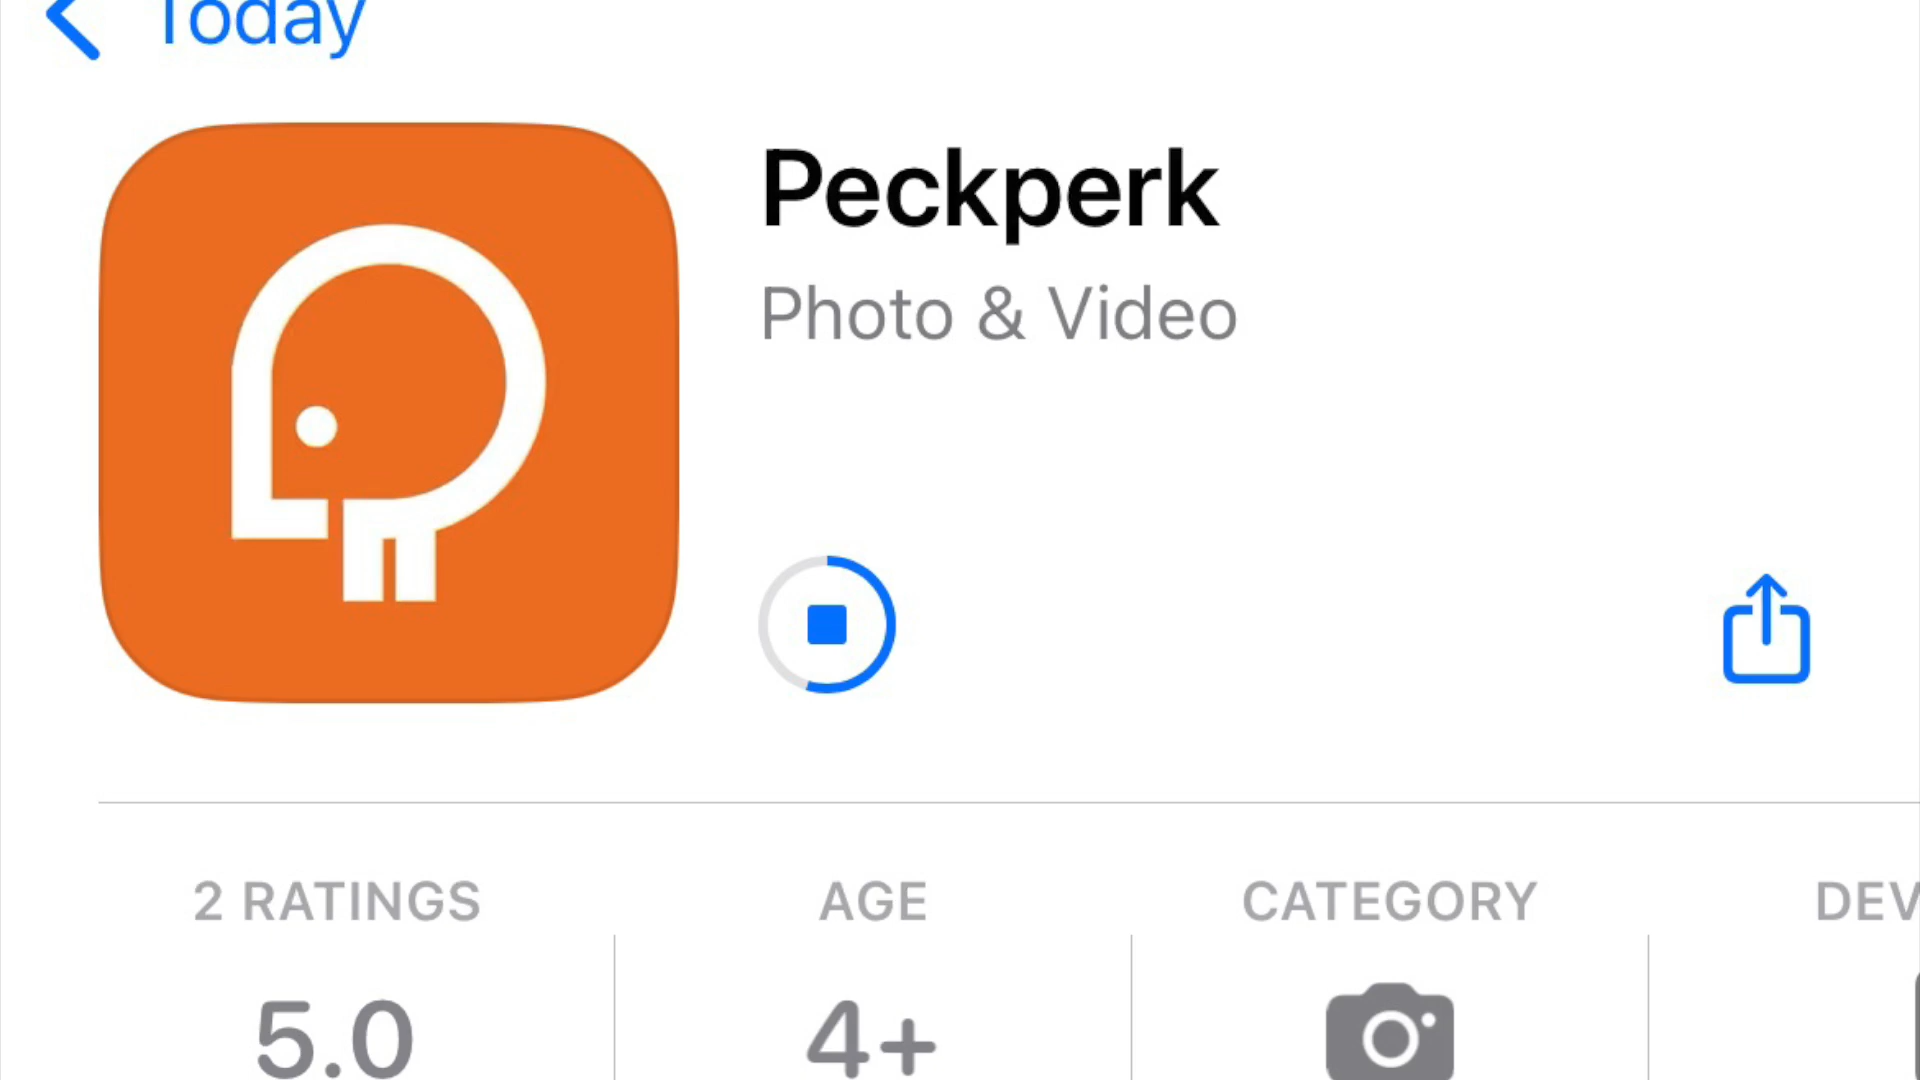 Today
Peckperk
Photo & Video
2 RATINGS
AGE
CATEGORY
5.0
4+